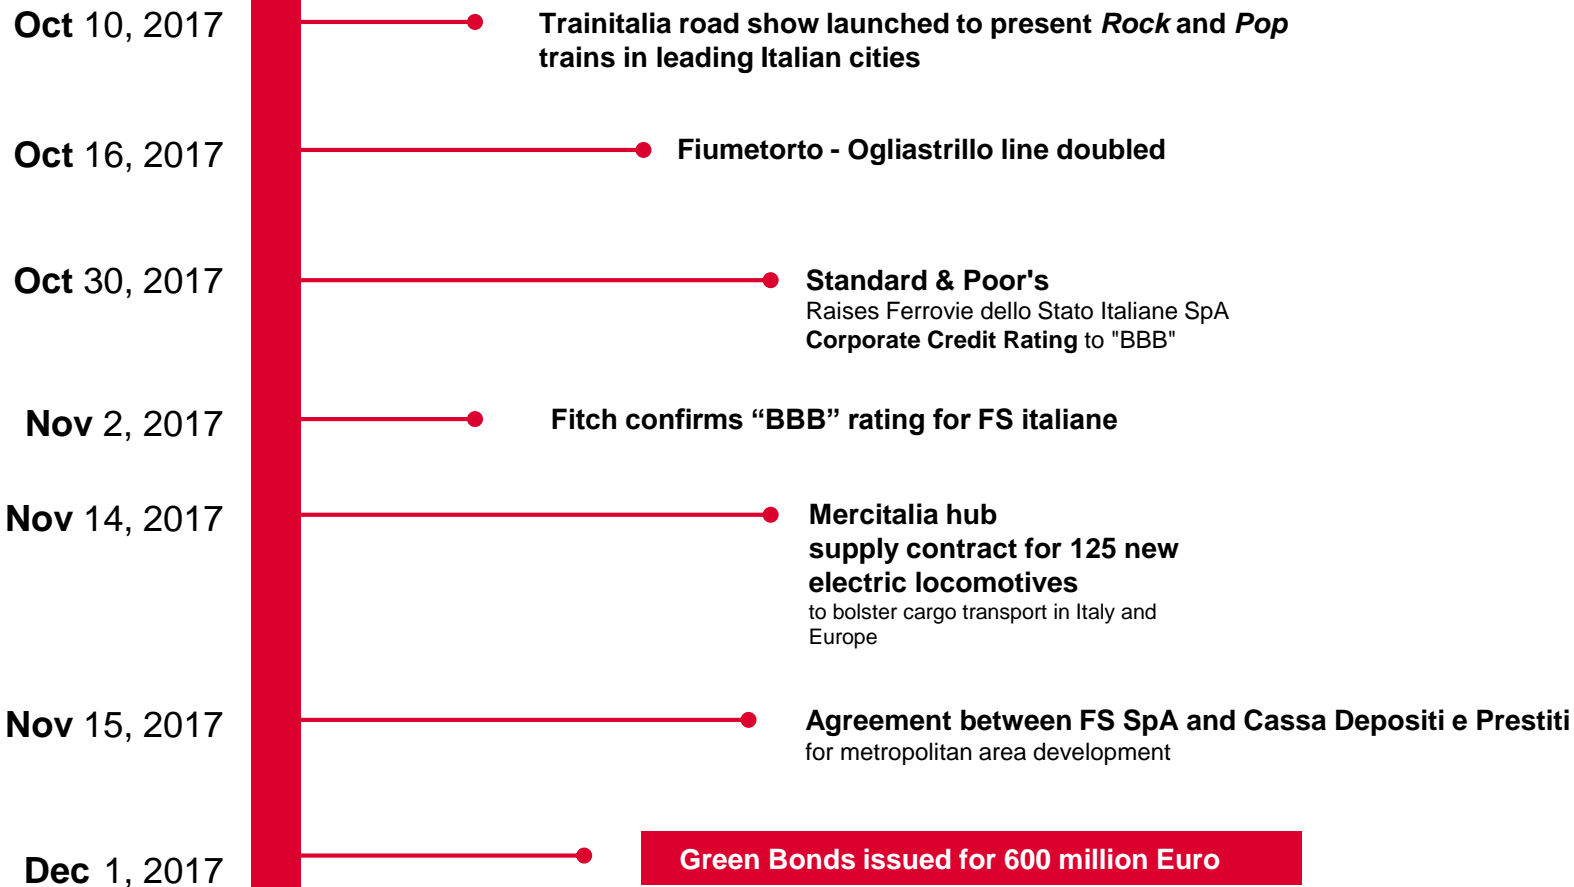 Oct 10, 2017
Trainitalia road show launched to present Rock and Pop
trains in leading Italian cities
Oct 16, 2017
Fiumetorto - Ogliastrillo line doubled
Oct 30, 2017
Standard & Poor's
Raises Ferrovie dello Stato Italiane SpA
Corporate Credit Rating to "BBB"
Nov 2, 2017
Fitch confirms “BBB” rating for FS italiane
Nov 14, 2017
Mercitalia hub
supply contract for 125 new
electric locomotives
to bolster cargo transport in Italy and
Europe
Nov 15, 2017
Agreement between FS SpA and Cassa Depositi e Prestiti
for metropolitan area development
Dec 1, 2017
Green Bonds issued for 600 million Euro